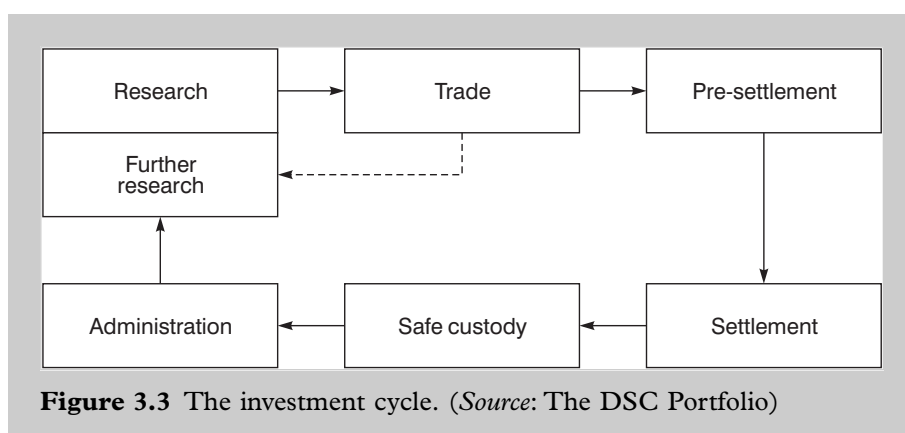 Research
Trade
Pre-settlement
Further
research
Administration
Safe custody
Settlement
Figure 3.3 The investment cycle. (Source: The DSC Portfolio)